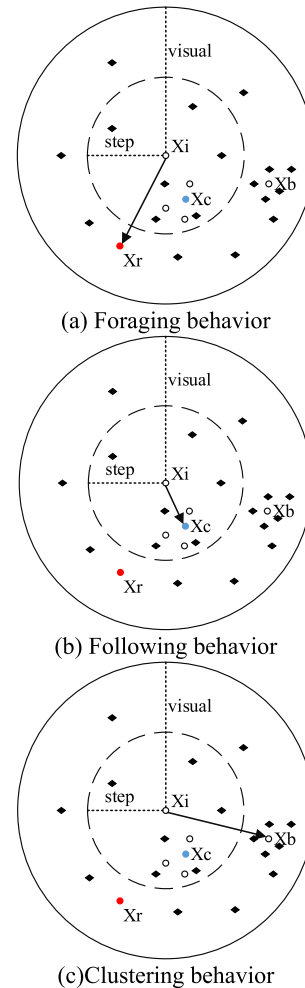 visual
Xi
step
Xb
Xc
Xr
(a) Foraging behavior
visual
Xi
step
Xb
Xc
Xr
(b) Following behavior
visual
Xi
step
Xb
Xc
Xr
(c)Clustering behavior